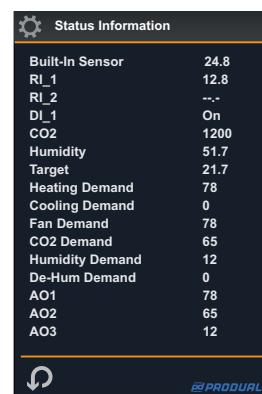 Status Information
Built-In Sensor 24.8
RI_1 12.8
RI_2 --.-
DI_1 On
CO2 1200
Humidity 51.7
Target 21.7
Heating Demand 78
Cooling Demand 0
Fan Demand 78
CO2 Demand 65
Humidity Demand 12
De-Hum Demand 0
AO1 78
AO2 65
AO3 12
PRODUAL